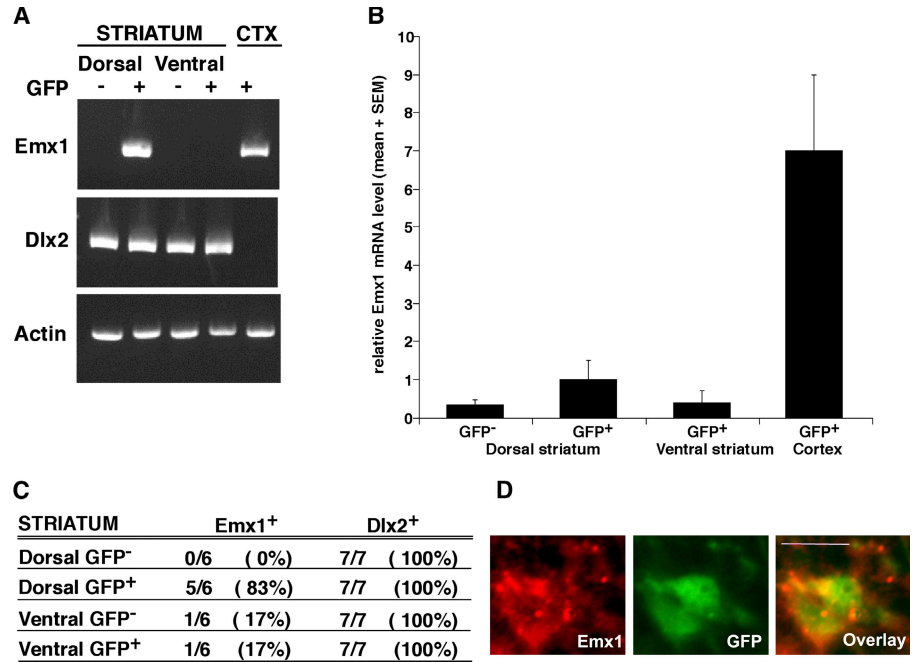 A
STRIATUM CTX
Dorsal Ventral
GFP - + - + +
Emx1
Dlx2
Actin
B
relative Emx1 mRNA level (mean + SEM)
10
9
8
7
6
5
4
3
2
1
0
GFP- GFP+ GFP+ GFP+
Dorsal striatum Ventral striatum Cortex
C
STRIATUM Emx1+ Dlx2+
Dorsal GFP- 0/6 ( 0%) 7/7 ( 100%)
Dorsal GFP+ 5/6 ( 83%) 7/7 (100%)
Ventral GFP- 1/6 ( 17%) 7/7 ( 100%)
Ventral GFP+ 1/6 (17%) 7/7 (100%)
D
Emx1 GFP Overlay